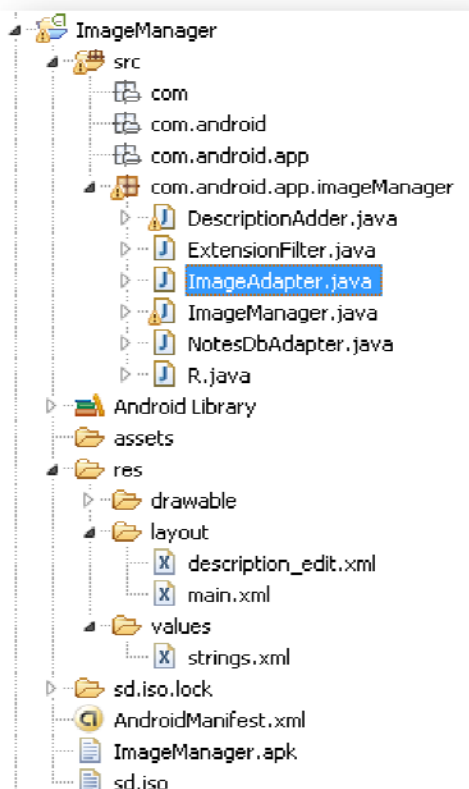 ImageManager
src
com
com.android
com.android.app
com.android.app.imageManager
DescriptionAdder.java
ExtensionFilter.java
ImageAdapter.java
ImageManager.java
NotesDbAdapter.java
R.java
Android Library
assets
res
drawable
layout
description_edit.xml
main.xml
values
strings.xml
sd.iso.lock
AndroidManifest.xml
ImageManager.apk
sd.iso